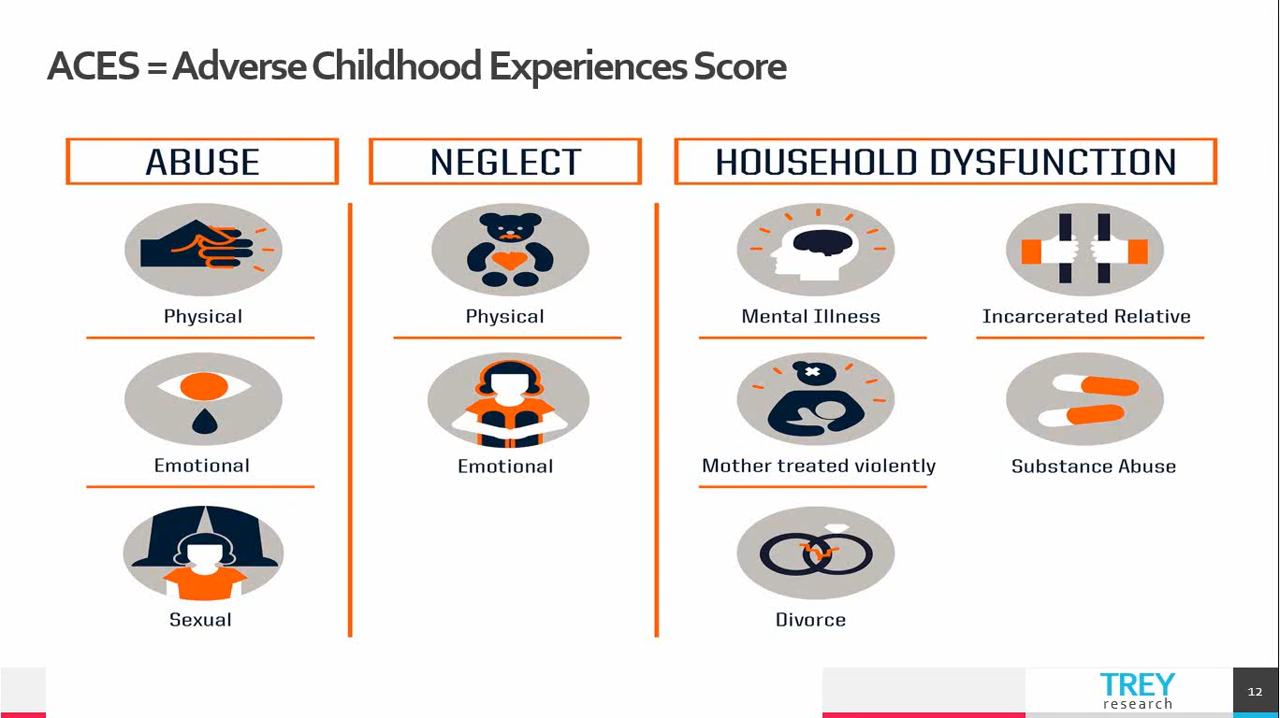 ACES = Adverse Childhood Experiences Score
ABUSE
Physical
Emotional
Sexual
NEGLECT
Physical
Emotional
HOUSEHOLD DYSFUNCTION
Mental Illness
Incarcerated Relative
Mother treated violently
Substance Abuse
Divorce
TREY
research
12